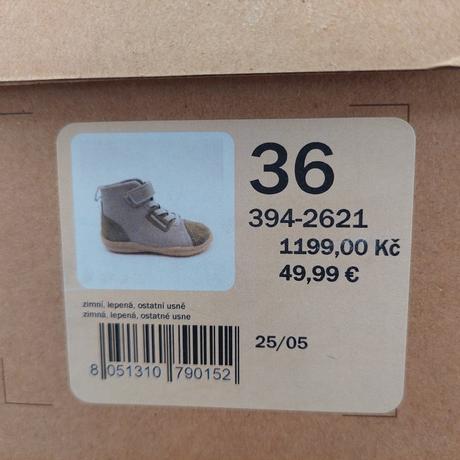 36
394-2621
1199,00 Kč
49,99 €
zimní, lepená, ostatní usně
zimná, lepená, ostatné usne
25/05
8 051310 790152